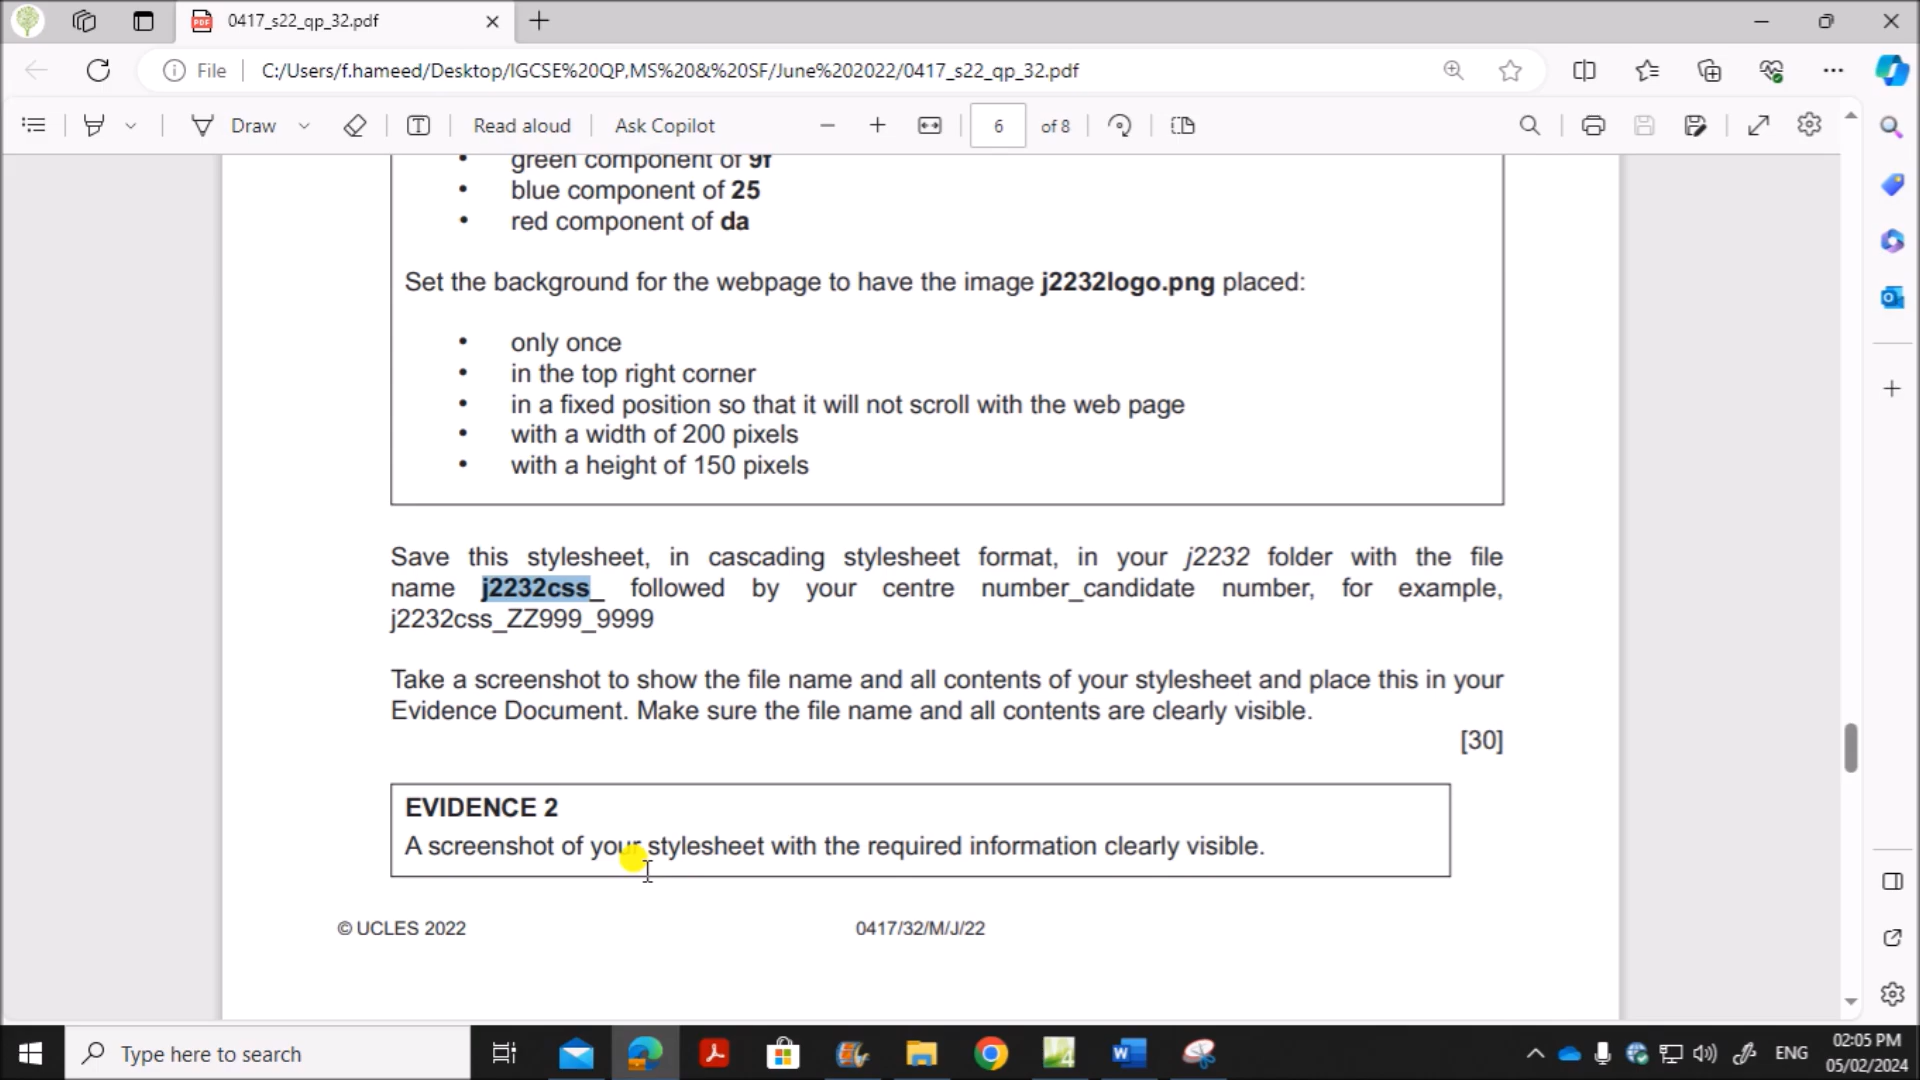 0417_s22_qp_32.pdf
File
C:/Users/f.hameed/Desktop/IGCSE%20QP,MS%20&%20SF/June%202022/0417_s22_qp_32.pdf
Draw
Read aloud
Ask Copilot
6
of 8
• green component of 9f
• blue component of 25
• red component of da
Set the background for the webpage to have the image j2232logo.png placed:
• only once
• in the top right corner
• in a fixed position so that it will not scroll with the web page
• with a width of 200 pixels
• with a height of 150 pixels
Save this stylesheet, in cascading stylesheet format, in your j2232 folder with the file
name j2232css_ followed by your centre number_candidate number, for example,
j2232css_ZZ999_9999
Take a screenshot to show the file name and all contents of your stylesheet and place this in your
Evidence Document. Make sure the file name and all contents are clearly visible.
[30]
EVIDENCE 2
A screenshot of your stylesheet with the required information clearly visible.
© UCLES 2022
0417/32/M/J/22
Type here to search
ENG
02:05 PM
05/02/2024